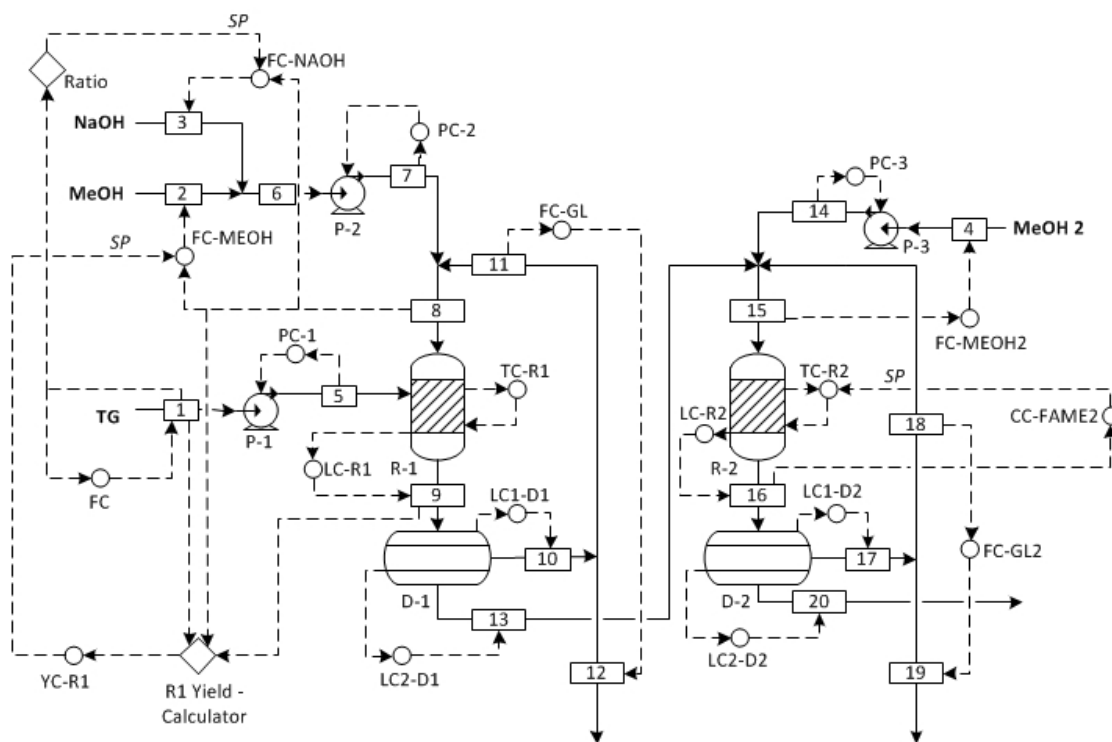 SP
FC-NAOH
Ratio
NaOH
3
PC-2
7
PC-3
MeOH
2
6
14
FC-GL
P-2
4
FC-MEOH
P-3
MeOH 2
SP
11
8
15
PC-1
FC-MEOH2
TC-R1
TC-R2
SP
5
LC-R2
TG
1
18
CC-FAME2
P-1
R-1
R-2
LC-R1
FC
9
LC1-D1
16
LC1-D2
10
17
FC-GL2
D-1
D-2
20
13
LC2-D1
LC2-D2
12
19
YC-R1
R1 Yield -
Calculator